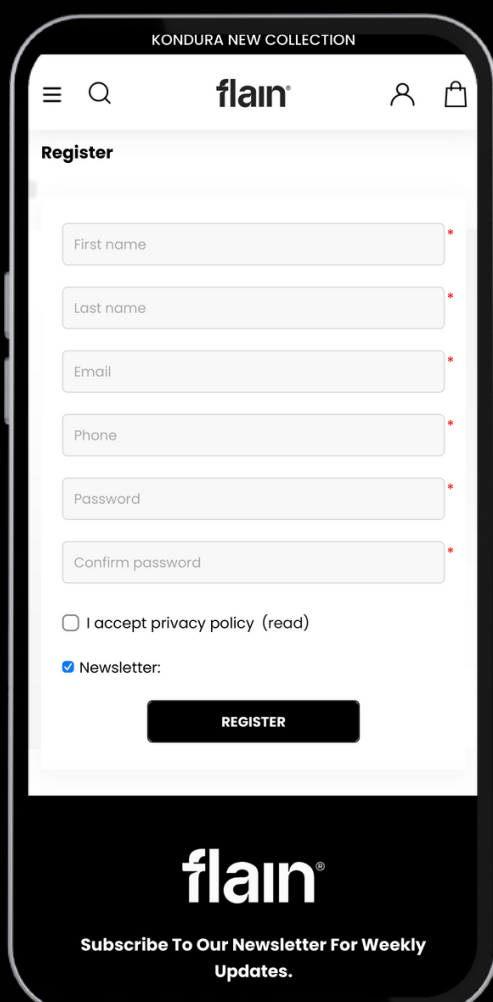 KONDURA NEW COLLECTION
flain®
Register
First name *
Last name *
Email *
Phone *
Password *
Confirm password *
I accept privacy policy (read)
Newsletter:
REGISTER
flain®
Subscribe To Our Newsletter For Weekly
Updates.